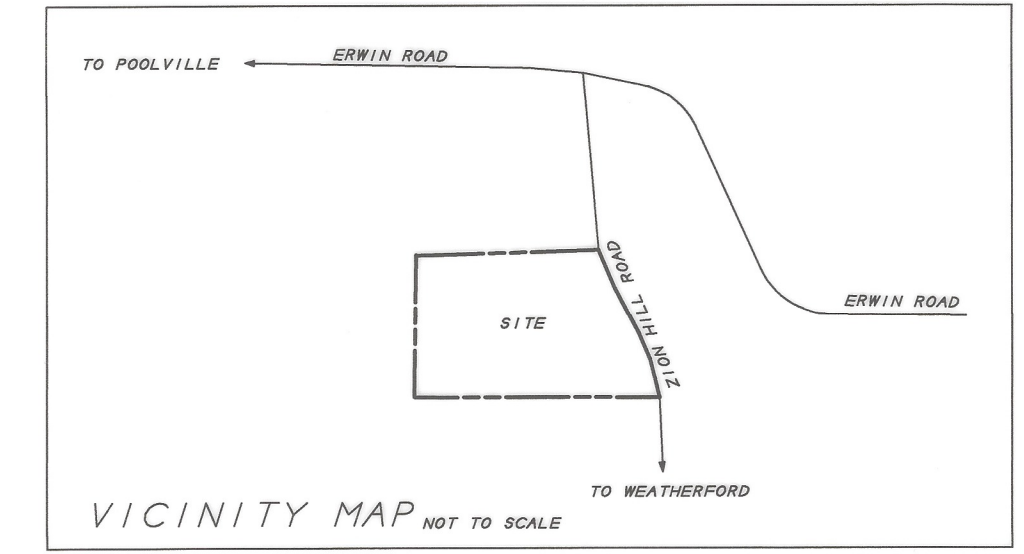 ERWIN ROAD
TO POOLVILLE
ZION HILL ROAD
ERWIN ROAD
SITE
TO WEATHERFORD
VICINITY MAP NOT TO SCALE